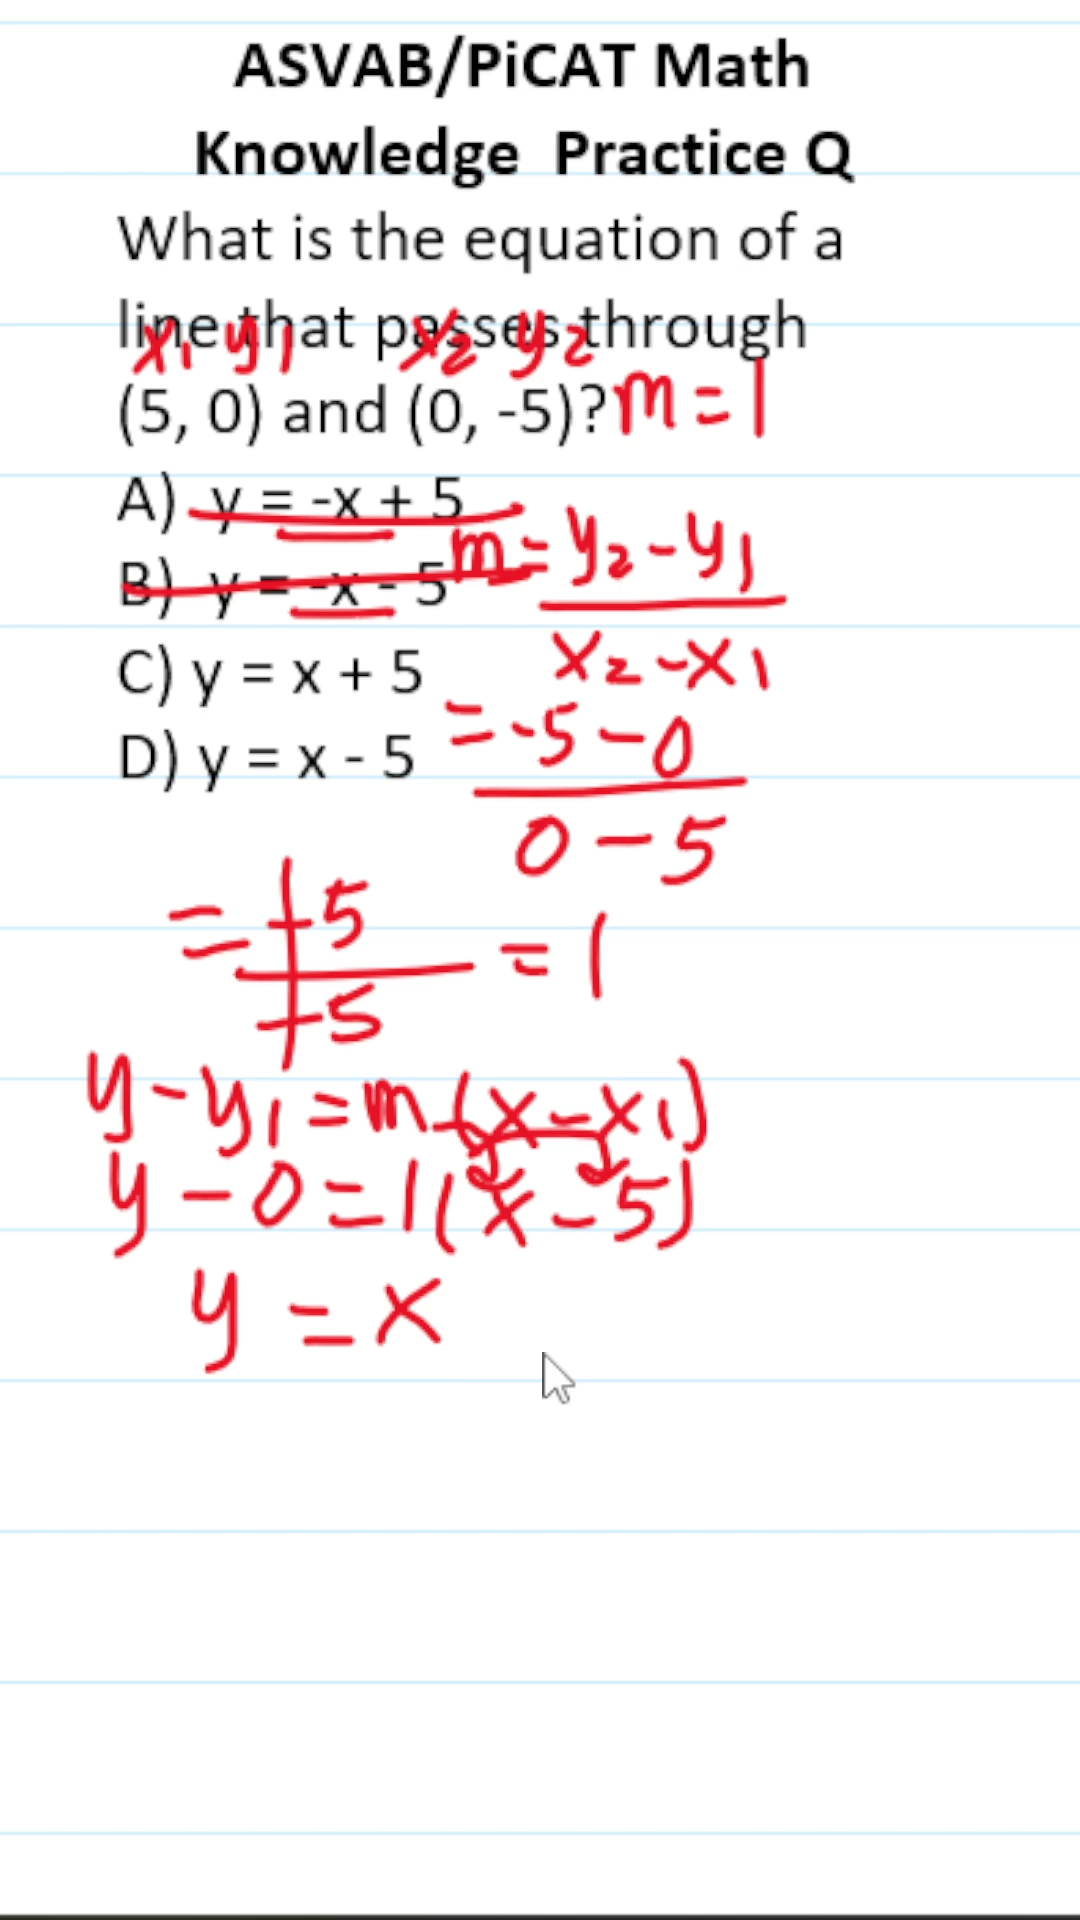 ASVAB/PiCAT Math
Knowledge Practice Q
What is the equation of a
line that passes through
x₁ y₁ x₂ y₂
(5, 0) and (0, -5)? m = 1
A) y = -x + 5
B) y = -x - 5
m = y₂ - y₁
x₂ - x₁
C) y = x + 5
D) y = x - 5
= -5 - 0
0 - 5
= -5
-5
= 1
y - y₁ = m (x - x₁)
y - 0 = 1(x - 5)
y = x